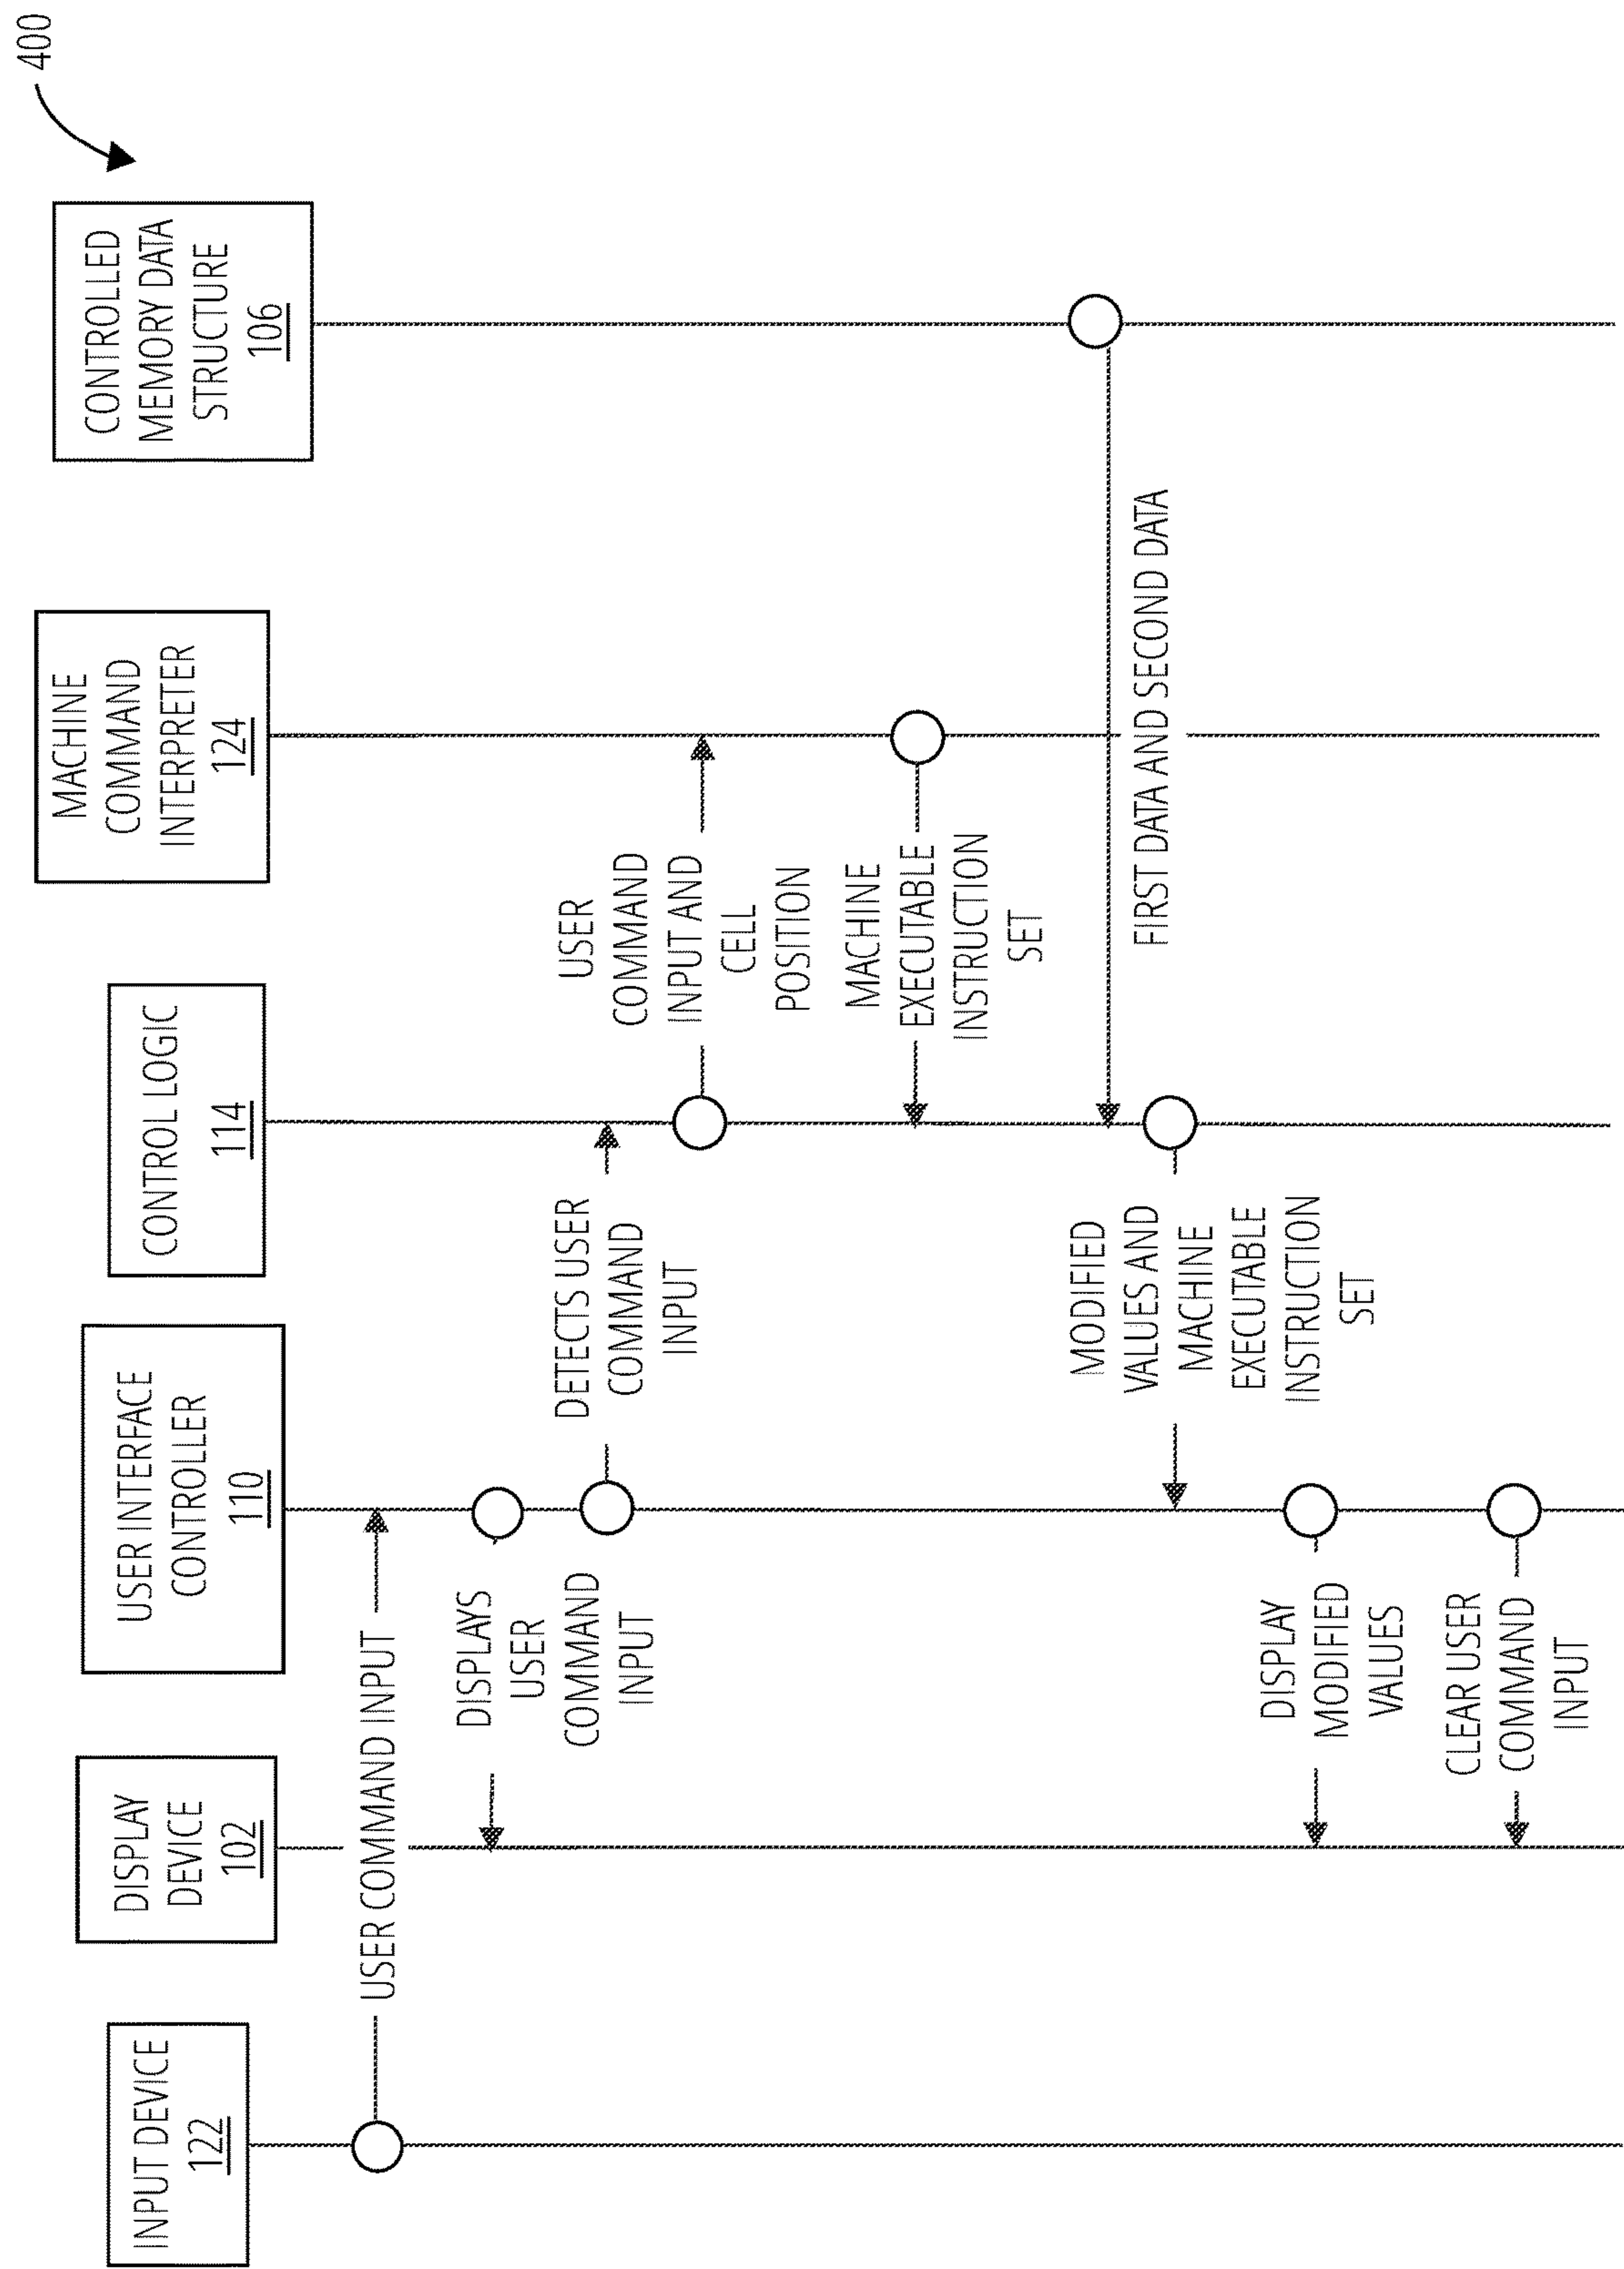 400
INPUT DEVICE
122
DISPLAY
DEVICE
102
USER INTERFACE
CONTROLLER
110
CONTROL LOGIC
114
MACHINE
COMMAND
INTERPRETER
124
CONTROLLED
MEMORY DATA
STRUCTURE
106
USER COMMAND INPUT
DISPLAYS
USER
COMMAND
INPUT
DETECTS USER
COMMAND
INPUT
USER
COMMAND
INPUT AND
CELL
POSITION
MACHINE
EXECUTABLE
INSTRUCTION
SET
FIRST DATA AND SECOND DATA
MODIFIED
VALUES AND
MACHINE
EXECUTABLE
INSTRUCTION
SET
DISPLAY
MODIFIED
VALUES
CLEAR USER
COMMAND
INPUT